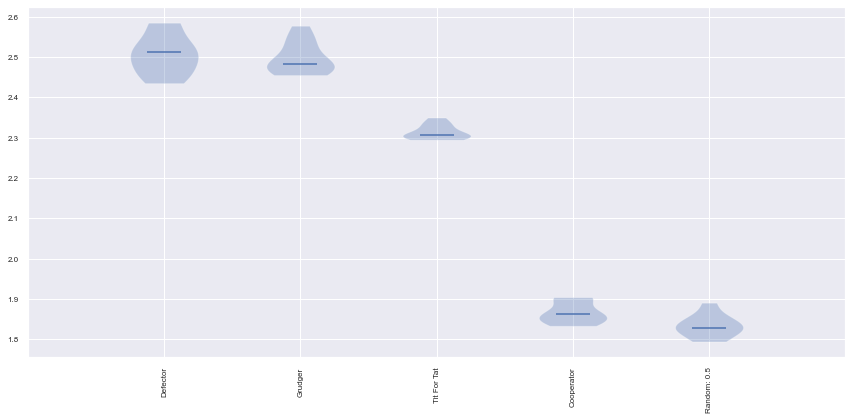 2.6
2.5
2.4
2.3
2.2
2.1
2.0
1.9
1.8
Defector
Grudger
Tit For Tat
Cooperator
Random: 0.5